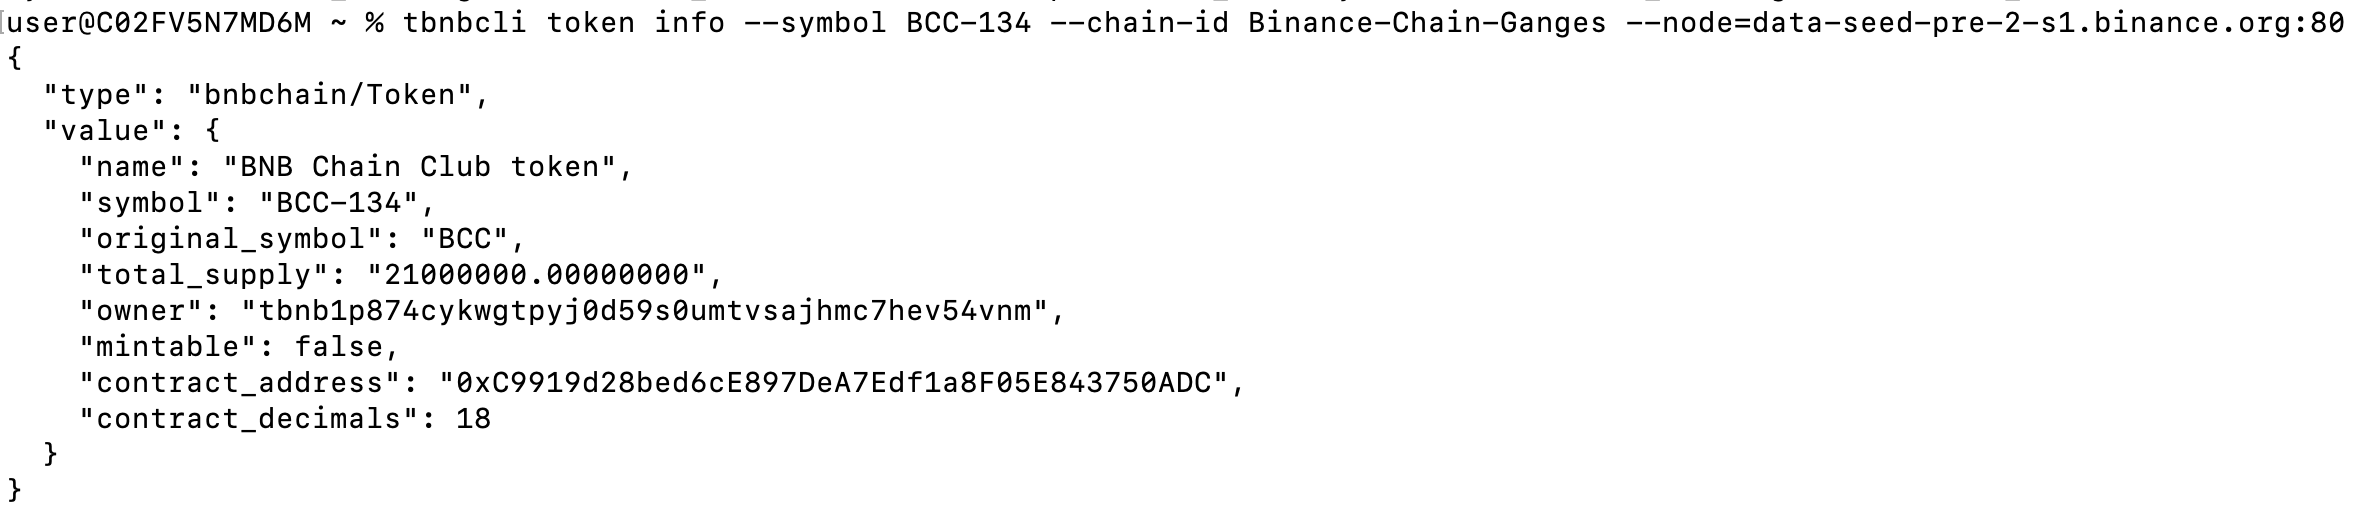 user@C02FV5N7MD6M ~ % tbnbcli token info --symbol BCC-134 --chain-id Binance-Chain-Ganges --node=data-seed-pre-2-s1.binance.org:80
{
  "type": "bnbchain/Token",
  "value": {
    "name": "BNB Chain Club token",
    "symbol": "BCC-134",
    "original_symbol": "BCC",
    "total_supply": "21000000.00000000",
    "owner": "tbnb1p874cykwgtpyj0d59s0umtvsajhmc7hev54vnm",
    "mintable": false,
    "contract_address": "0xC9919d28bed6cE897DeA7Edf1a8F05E843750ADC",
    "contract_decimals": 18
  }
}